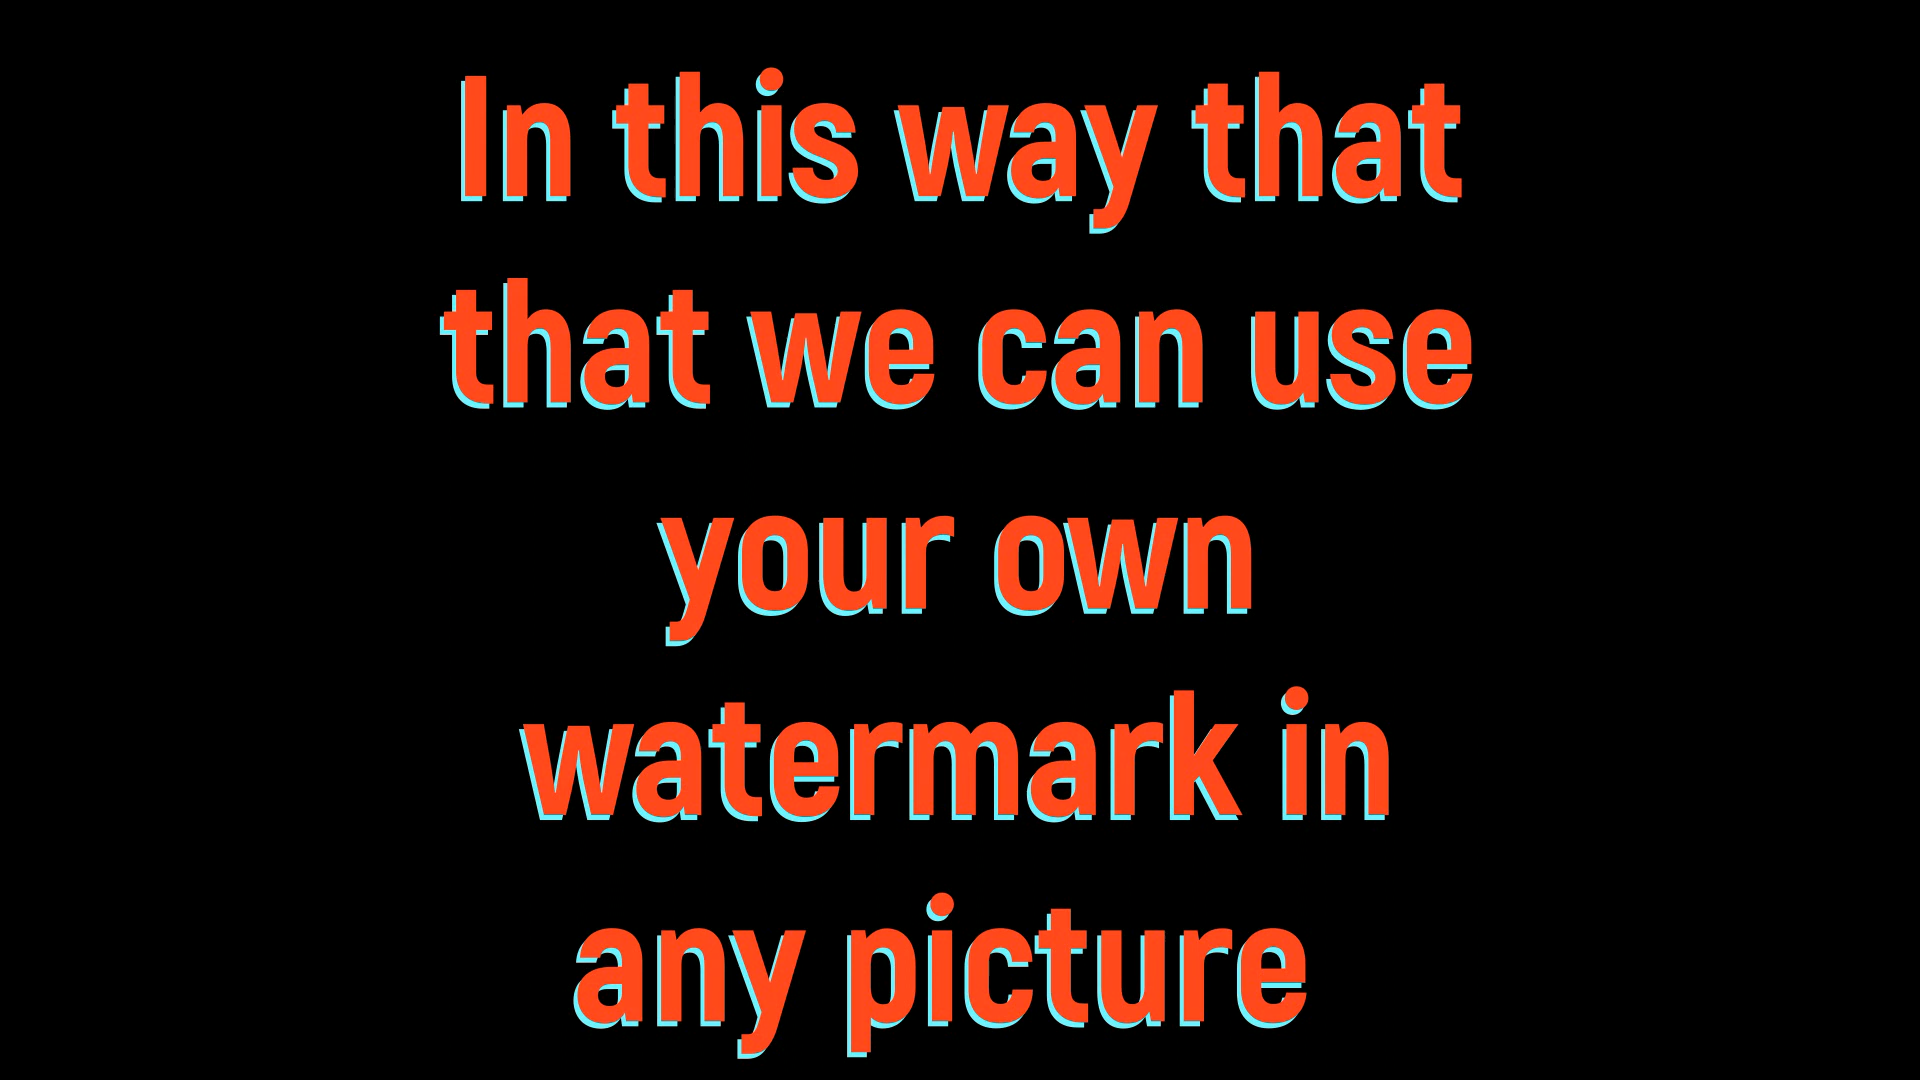 In this way that
that we can use
your own
watermark in
any picture